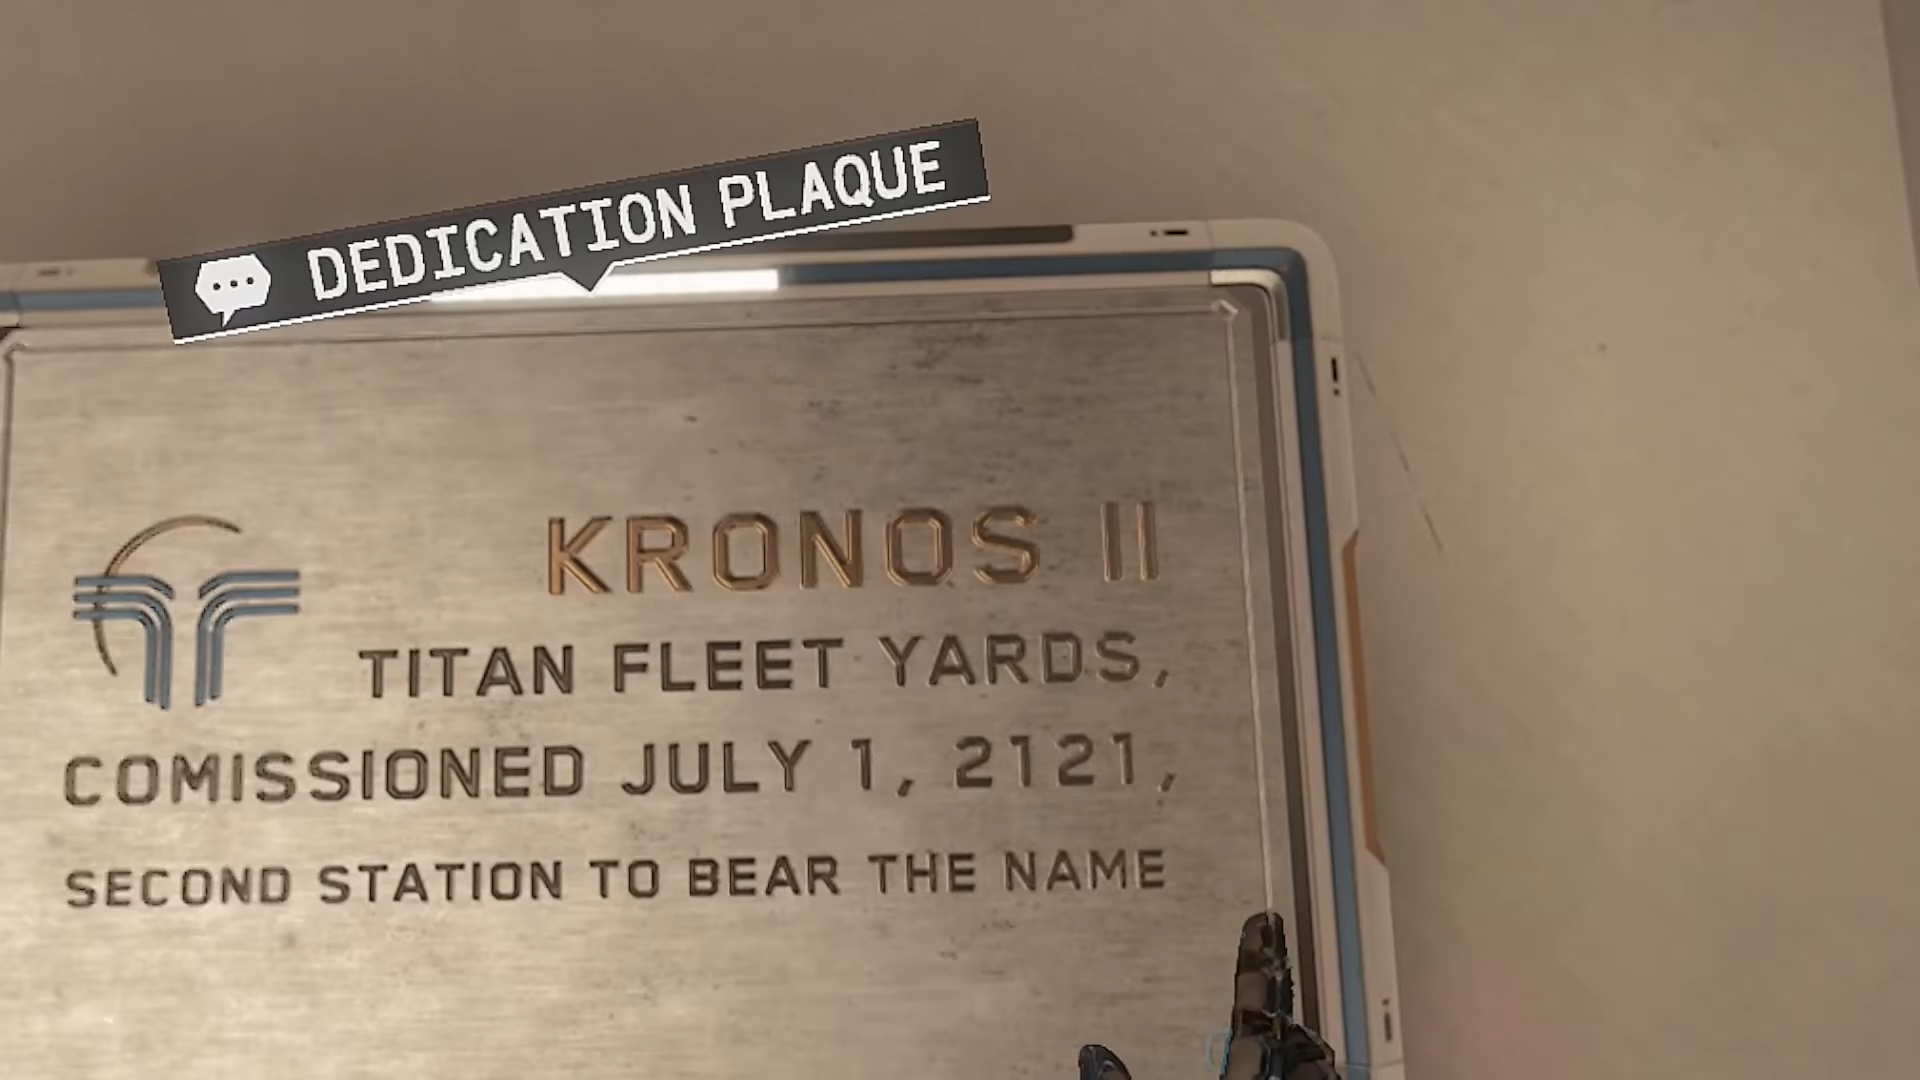 DEDICATION PLAQUE
KRONOS II
TITAN FLEET YARDS,
COMISSIONED JULY 1, 2121,
SECOND STATION TO BEAR THE NAME